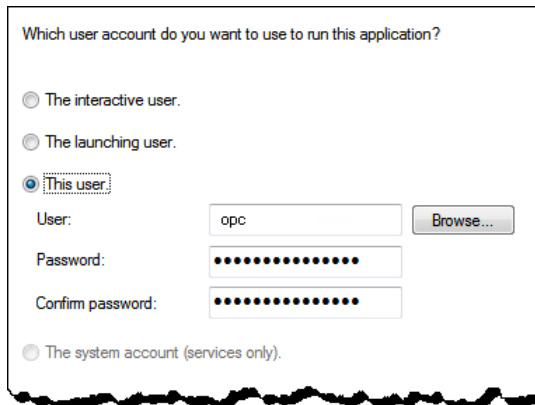 Which user account do you want to use to run this application?
The interactive user.
The launching user.
This user.
User: opc Browse...
Password: •••••••••••••••
Confirm password: •••••••••••••••
The system account (services only).